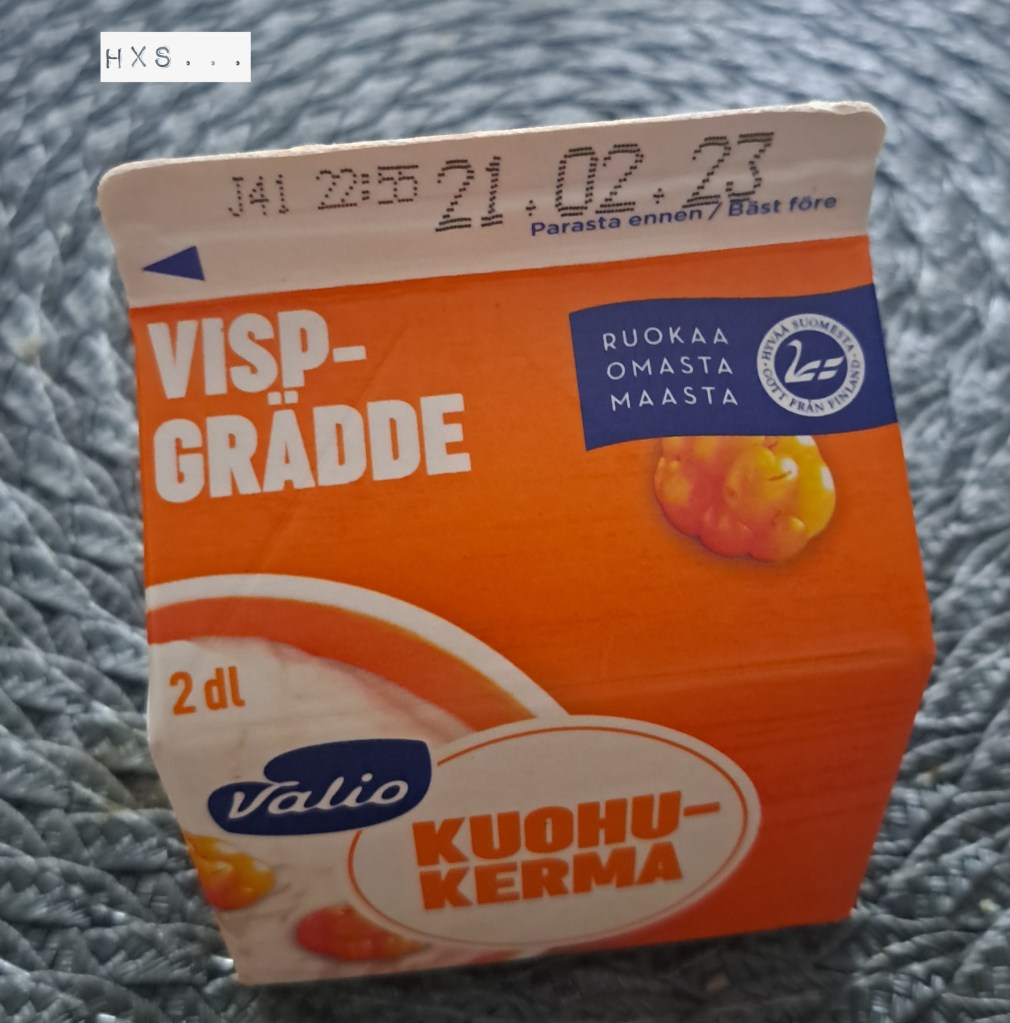 HXS...
J41 22:55 21.02.23
Parasta ennen / Bäst före
VISP-
GRÄDDE
RUOKAA
OMASTA
MAASTA
HYVÄÄ SUOMESTA
GOTT FRÅN FINLAND
2 dl
Valio
KUOHU-
KERMA